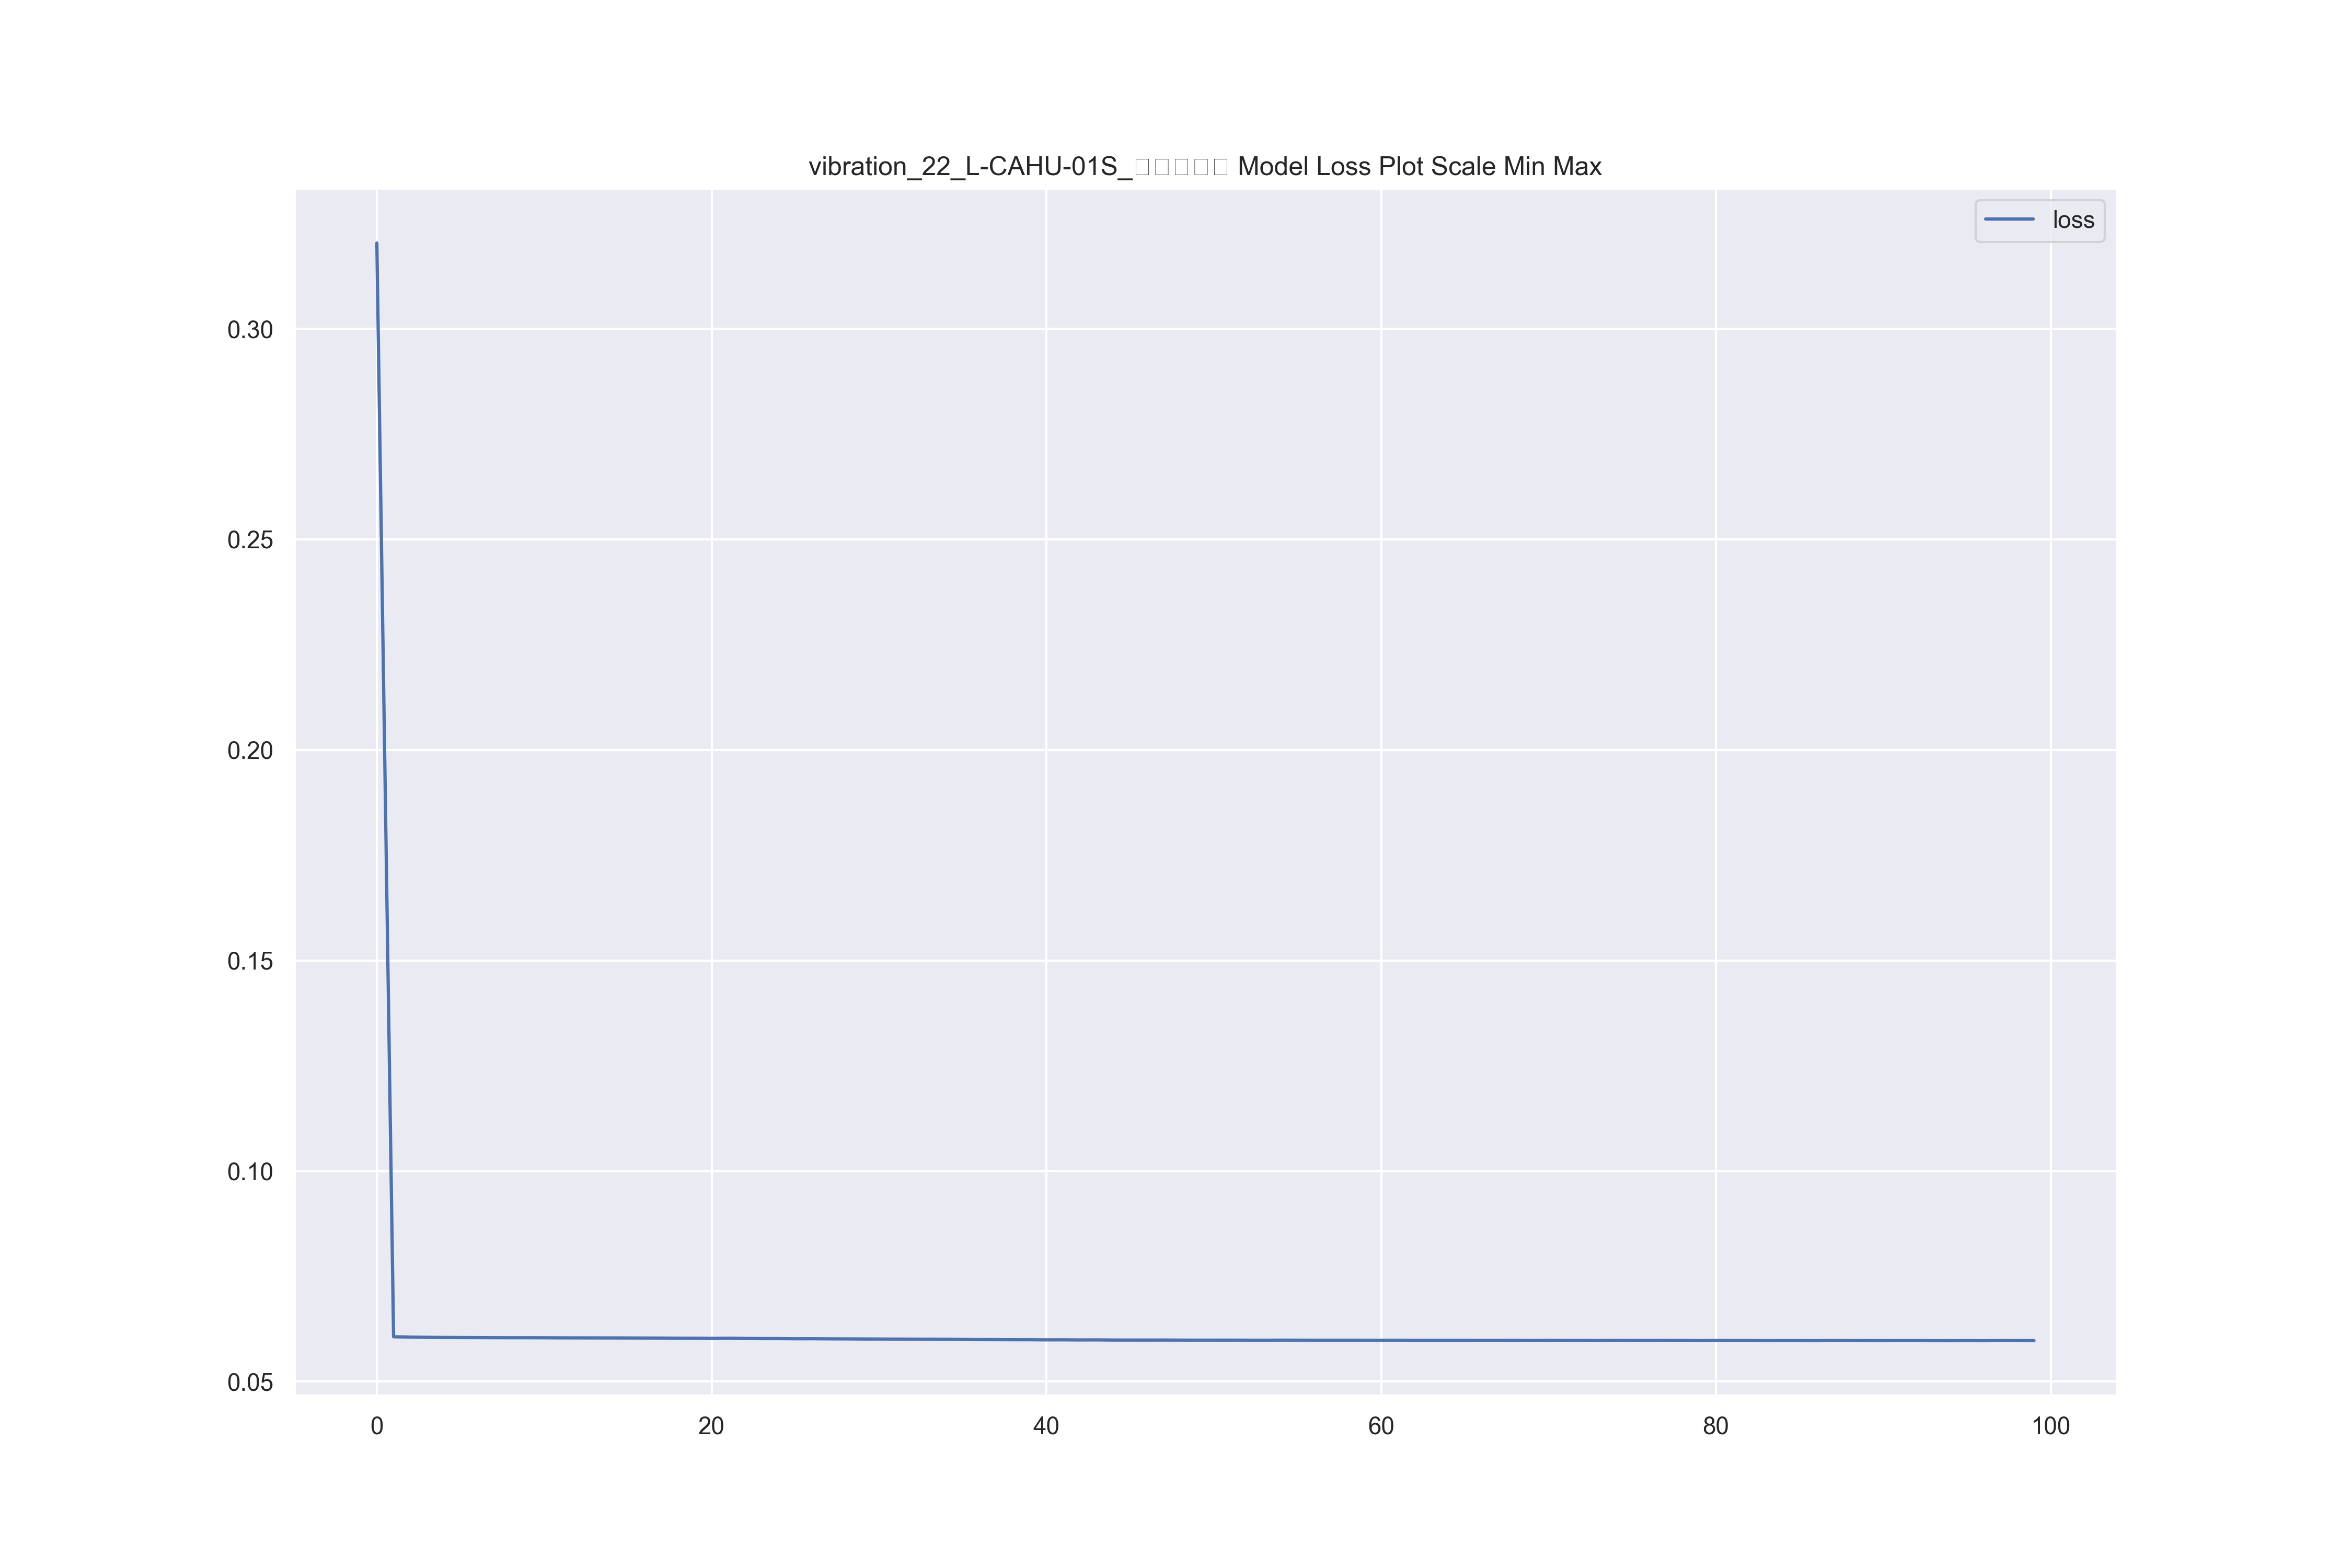 vibration_22_L-CAHU-01S_□□□□□ Model Loss Plot Scale Min Max
loss
0.30
0.25
0.20
0.15
0.10
0.05
0 20 40 60 80 100